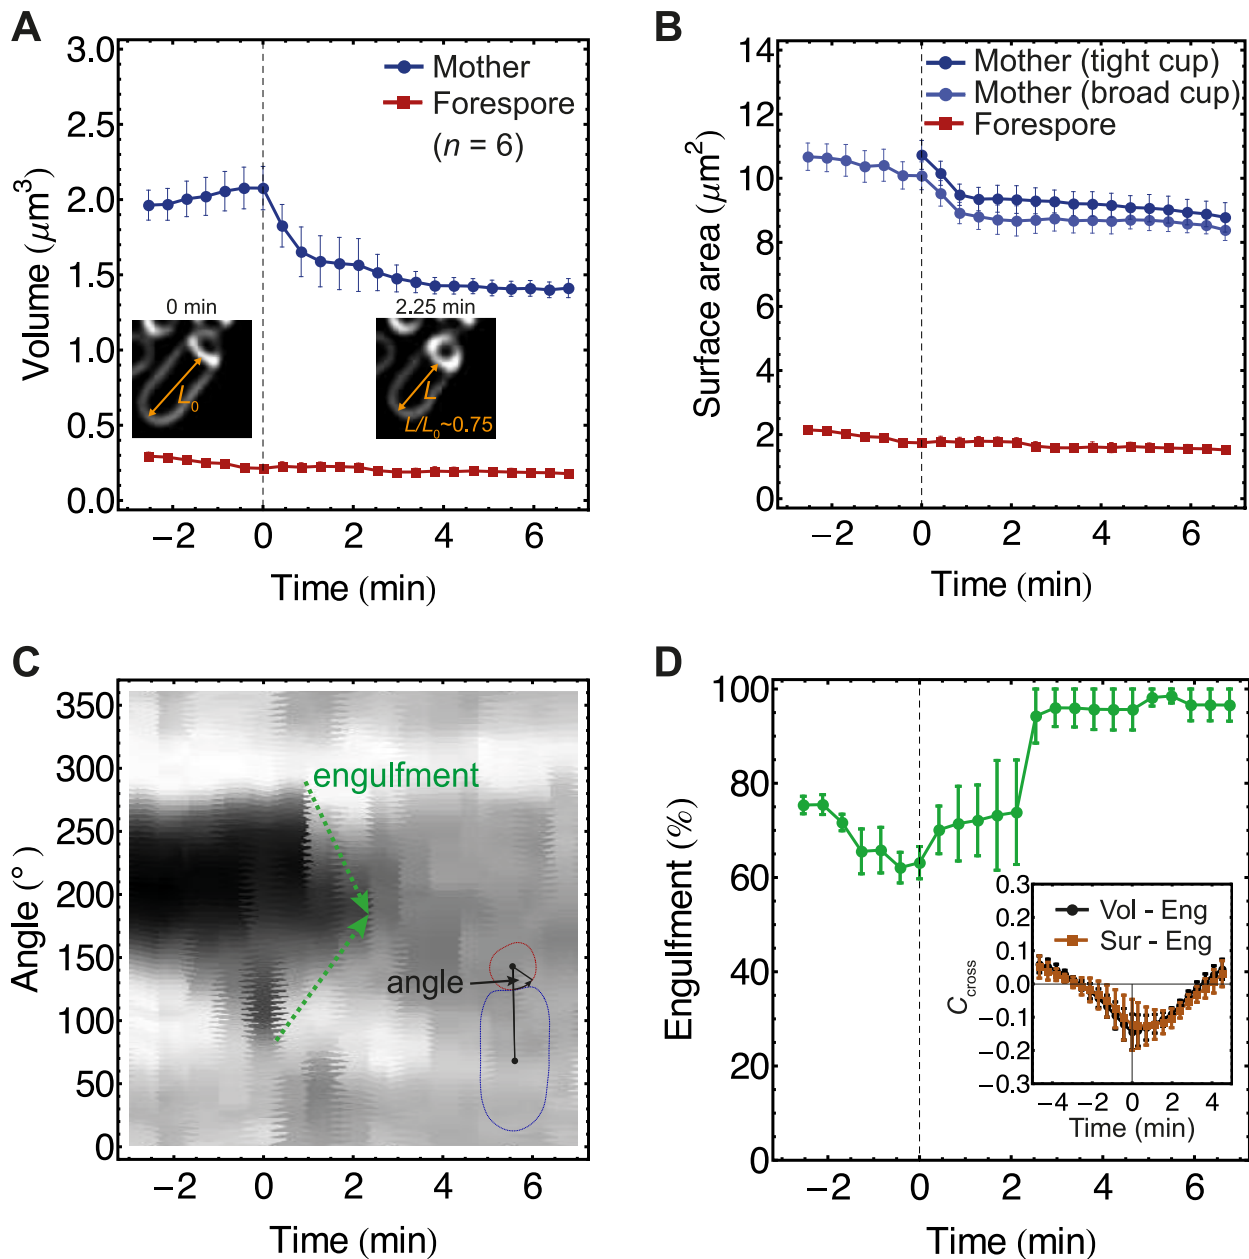 A
Volume (μm³)
3.0
2.5
2.0
1.5
1.0
0.5
0.0
Mother
Forespore
(n = 6)
0 min
L₀
2.25 min
L
L/L₀~0.75
−2 0 2 4 6
Time (min)
B
Surface area (μm²)
14
12
10
8
6
4
2
0
Mother (tight cup)
Mother (broad cup)
Forespore
−2 0 2 4 6
Time (min)
C
Angle (°)
350
300
250
200
150
100
50
0
engulfment
angle
−2 0 2 4 6
Time (min)
D
Engulfment (%)
100
80
60
40
20
0
0.3
0.2
0.1
0.0
−0.1
−0.2
−0.3
C_cross
Vol - Eng
Sur - Eng
−4 −2 0 2 4
Time (min)
−2 0 2 4 6
Time (min)